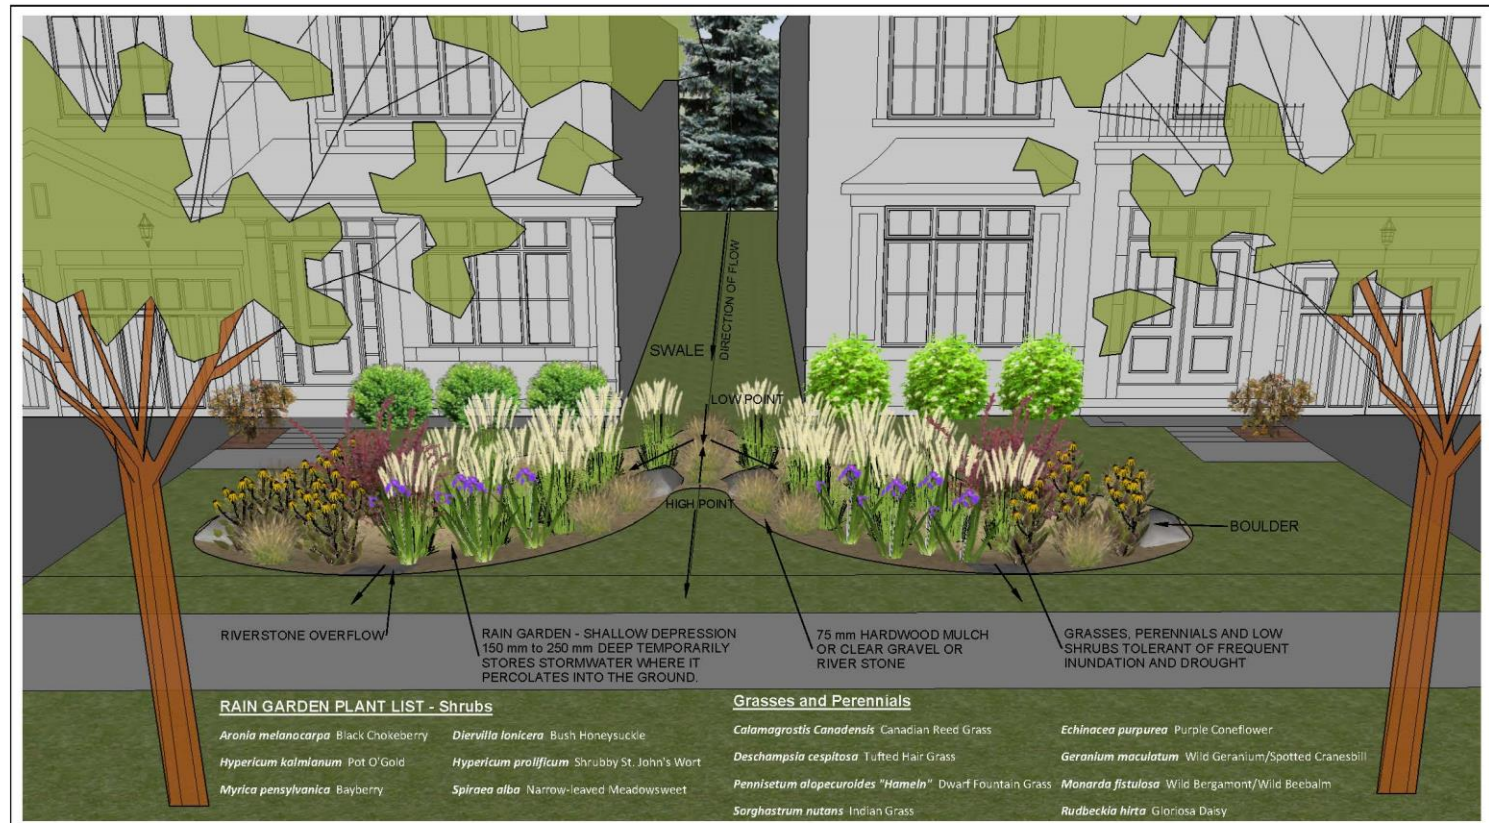 DIRECTION OF FLOW
SWALE
LOW POINT
HIGH POINT
BOULDER
RIVERSTONE OVERFLOW
RAIN GARDEN - SHALLOW DEPRESSION
150 mm to 250 mm DEEP TEMPORARILY
STORES STORMWATER WHERE IT
PERCOLATES INTO THE GROUND.
75 mm HARDWOOD MULCH
OR CLEAR GRAVEL OR
RIVER STONE
GRASSES, PERENNIALS AND LOW
SHRUBS TOLERANT OF FREQUENT
INUNDATION AND DROUGHT
RAIN GARDEN PLANT LIST - Shrubs
Aronia melanocarpa Black Chokeberry
Hypericum kalmianum Pot O'Gold
Myrica pensylvanica Bayberry
Diervilla lonicera Bush Honeysuckle
Hypericum prolificum Shrubby St. John's Wort
Spiraea alba Narrow-leaved Meadowsweet
Grasses and Perennials
Calamagrostis Canadensis Canadian Reed Grass
Deschampsia cespitosa Tufted Hair Grass
Pennisetum alopecuroides "Hameln" Dwarf Fountain Grass
Sorghastrum nutans Indian Grass
Echinacea purpurea Purple Coneflower
Geranium maculatum Wild Geranium/Spotted Cranesbill
Monarda fistulosa Wild Bergamont/Wild Beebalm
Rudbeckia hirta Gloriosa Daisy